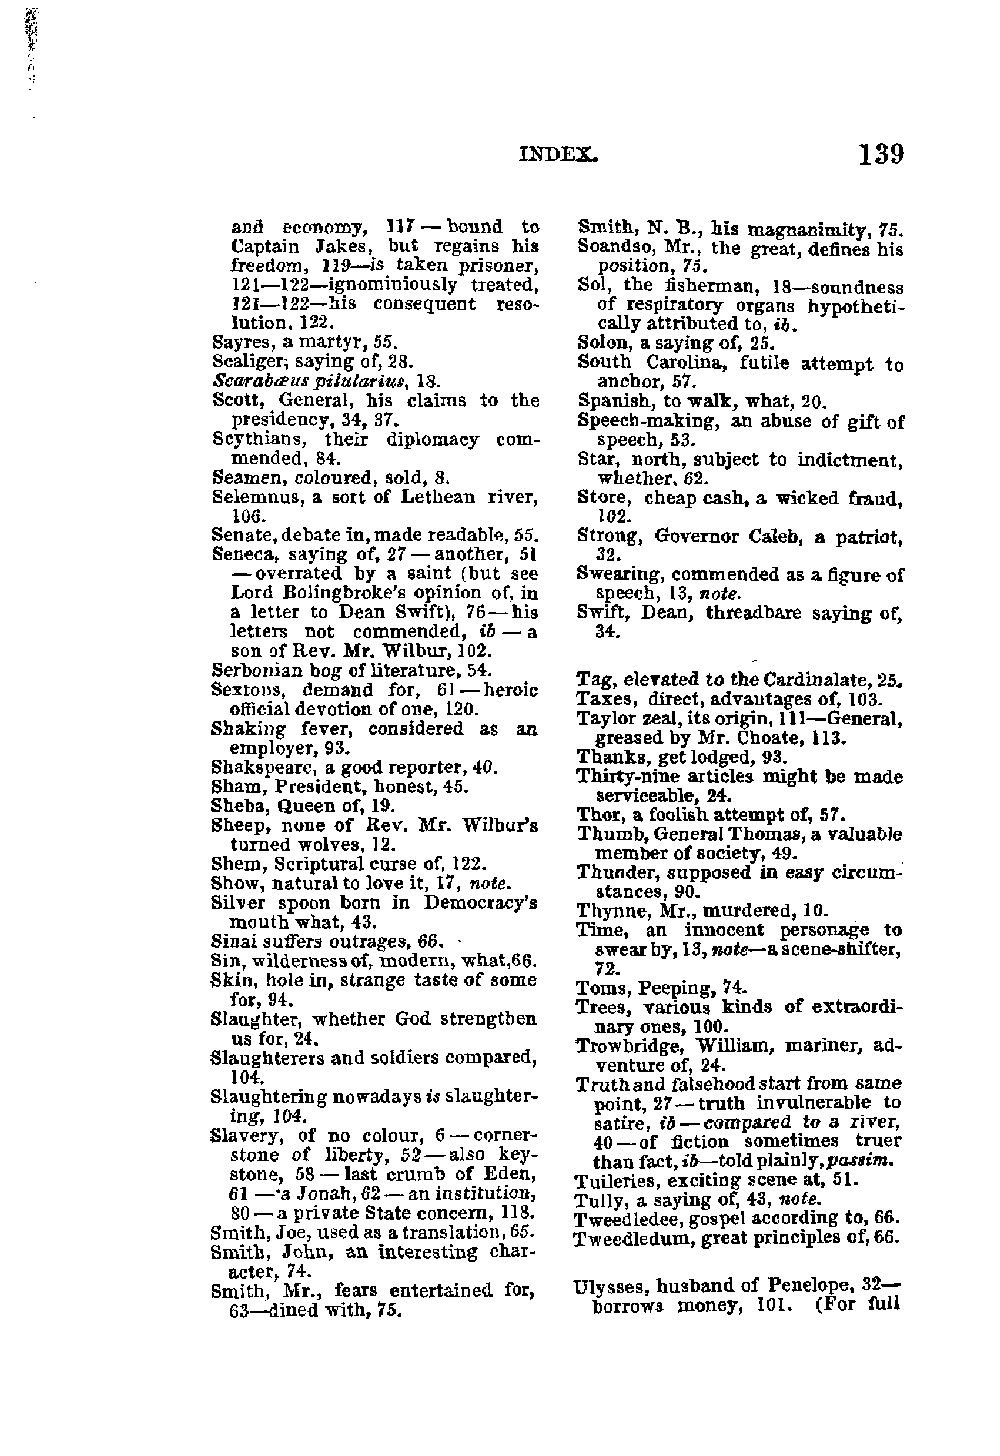 INDEX. 139
and economy, 117 — bound to
Captain Jakes, but regains his
freedom, 119—is taken prisoner,
121—122—ignominiously treated,
121—122—his consequent reso-
lution, 122.
Sayres, a martyr, 55.
Scaliger, saying of, 28.
Scarabæus pilularius, 18.
Scott, General, his claims to the
presidency, 34, 37.
Scythians, their diplomacy com-
mended, 84.
Seamen, coloured, sold, 8.
Selemnus, a sort of Lethean river,
106.
Senate, debate in, made readable, 55.
Seneca, saying of, 27 — another, 51
— overrated by a saint (but see
Lord Bolingbroke's opinion of, in
a letter to Dean Swift), 76—his
letters not commended, ib — a
son of Rev. Mr. Wilbur, 102.
Serbonian bog of literature, 54.
Sextons, demand for, 61 — heroic
official devotion of one, 120.
Shaking fever, considered as an
employer, 93.
Shakspeare, a good reporter, 40.
Sham, President, honest, 45.
Sheba, Queen of, 19.
Sheep, none of Rev. Mr. Wilbur's
turned wolves, 12.
Shem, Scriptural curse of, 122.
Show, natural to love it, 17, note.
Silver spoon born in Democracy's
mouth what, 43.
Sinai suffers outrages, 66.
Sin, wilderness of, modern, what, 66.
Skin, hole in, strange taste of some
for, 94.
Slaughter, whether God strengthen
us for, 24.
Slaughterers and soldiers compared,
104.
Slaughtering nowadays is slaughter-
ing, 104.
Slavery, of no colour, 6 — corner-
stone of liberty, 52 — also key-
stone, 58 — last crumb of Eden,
61 — a Jonah, 62 — an institution,
80 — a private State concern, 118.
Smith, Joe, used as a translation, 65.
Smith, John, an interesting char-
acter, 74.
Smith, Mr., fears entertained for,
63—dined with, 75.
Smith, N. B., his magnanimity, 75.
Soandso, Mr., the great, defines his
position, 75.
Sol, the fisherman, 18—soundness
of respiratory organs hypotheti-
cally attributed to, ib.
Solon, a saying of, 25.
South Carolina, futile attempt to
anchor, 57.
Spanish, to walk, what, 20.
Speech-making, an abuse of gift of
speech, 53.
Star, north, subject to indictment,
whether, 62.
Store, cheap cash, a wicked fraud,
102.
Strong, Governor Caleb, a patriot,
32.
Swearing, commended as a figure of
speech, 13, note.
Swift, Dean, threadbare saying of,
34.
Tag, elevated to the Cardinalate, 25.
Taxes, direct, advantages of, 103.
Taylor zeal, its origin, 111—General,
greased by Mr. Choate, 113.
Thanks, get lodged, 93.
Thirty-nine articles might be made
serviceable, 24.
Thor, a foolish attempt of, 57.
Thumb, General Thomas, a valuable
member of society, 49.
Thunder, supposed in easy circum-
stances, 90.
Thynne, Mr., murdered, 10.
Time, an innocent personage to
swear by, 13, note—a scene-shifter,
72.
Toms, Peeping, 74.
Trees, various kinds of extraordi-
nary ones, 100.
Trowbridge, William, mariner, ad-
venture of, 24.
Truth and falsehood start from same
point, 27 — truth invulnerable to
satire, ib — compared to a river,
40 — of fiction sometimes truer
than fact, ib—told plainly, passim.
Tuileries, exciting scene at, 51.
Tully, a saying of, 43, note.
Tweedledee, gospel according to, 66.
Tweedledum, great principles of, 66.
Ulysses, husband of Penelope, 32—
borrows money, 101. (For full